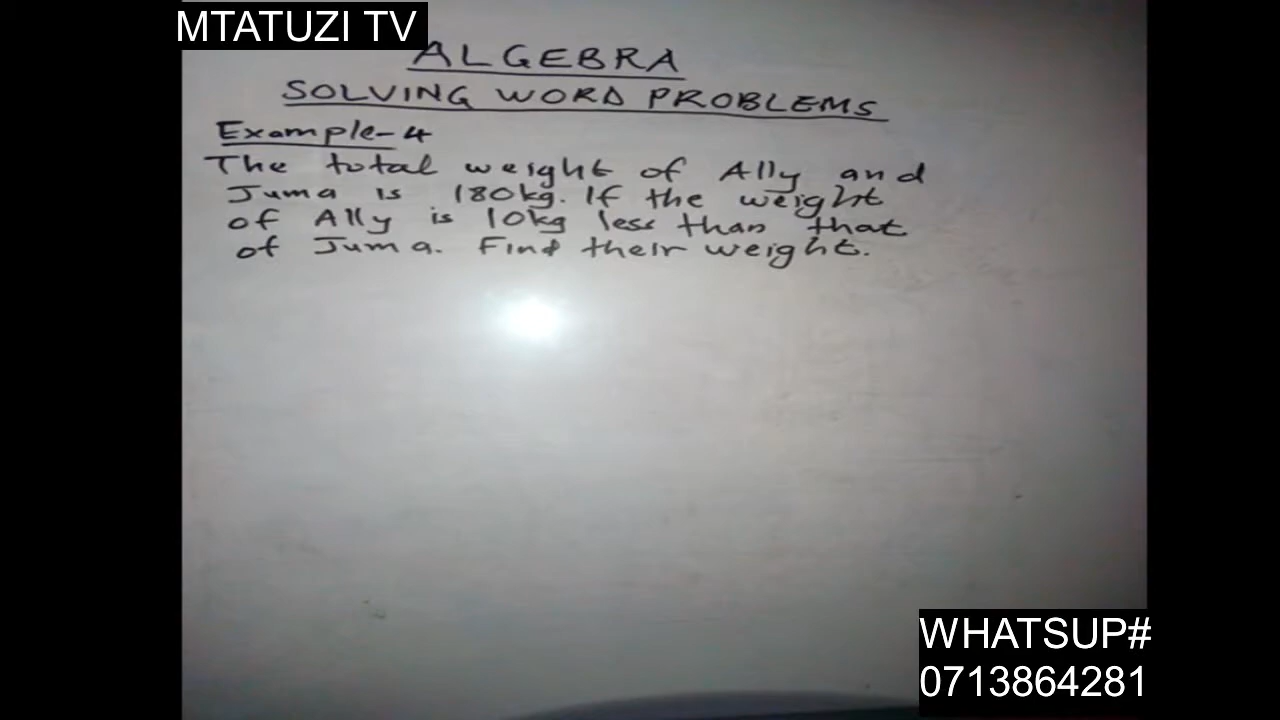 MTATUZI TV
ALGEBRA
SOLVING WORD PROBLEMS
Example-4
The total weight of Ally and
Juma is 180kg. If the weight
of Ally is 10kg less than that
of Juma. Find their weight.
WHATSUP#
0713864281